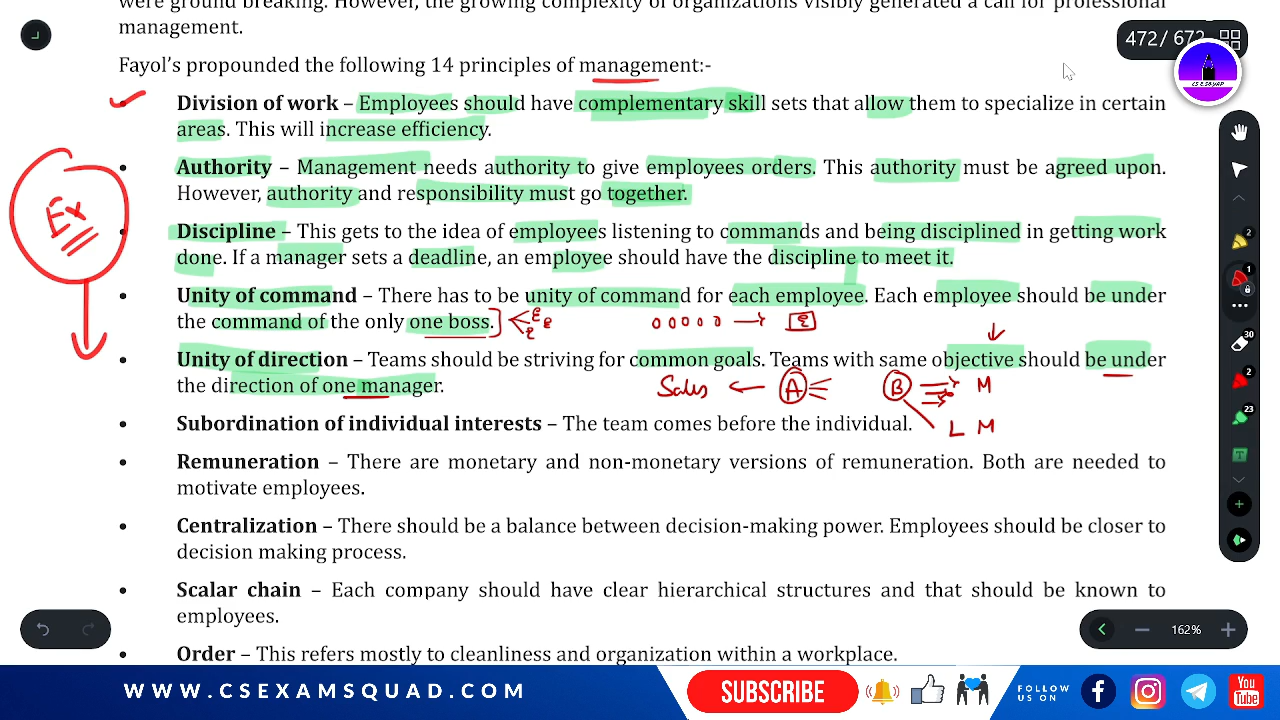 were ground breaking. However, the growing complexity of organizations visibly generated a call for professional
management.
472/ 672
CS EXAM SQUAD
Fayol's propounded the following 14 principles of management:-
• Division of work – Employees should have complementary skill sets that allow them to specialize in certain
areas. This will increase efficiency.
• Authority – Management needs authority to give employees orders. This authority must be agreed upon.
However, authority and responsibility must go together.
Ex
• Discipline – This gets to the idea of employees listening to commands and being disciplined in getting work
done. If a manager sets a deadline, an employee should have the discipline to meet it.
• Unity of command – There has to be unity of command for each employee. Each employee should be under
the command of the only one boss.
• Unity of direction – Teams should be striving for common goals. Teams with same objective should be under
the direction of one manager.
Sales A B M
L M
• Subordination of individual interests – The team comes before the individual.
• Remuneration – There are monetary and non-monetary versions of remuneration. Both are needed to
motivate employees.
• Centralization – There should be a balance between decision-making power. Employees should be closer to
decision making process.
• Scalar chain – Each company should have clear hierarchical structures and that should be known to
employees.
• Order – This refers mostly to cleanliness and organization within a workplace.
2
1
30
2
23
T
162%
WWW.CSEXAMSQUAD.COM
SUBSCRIBE
FOLLOW
US ON
You
Tube